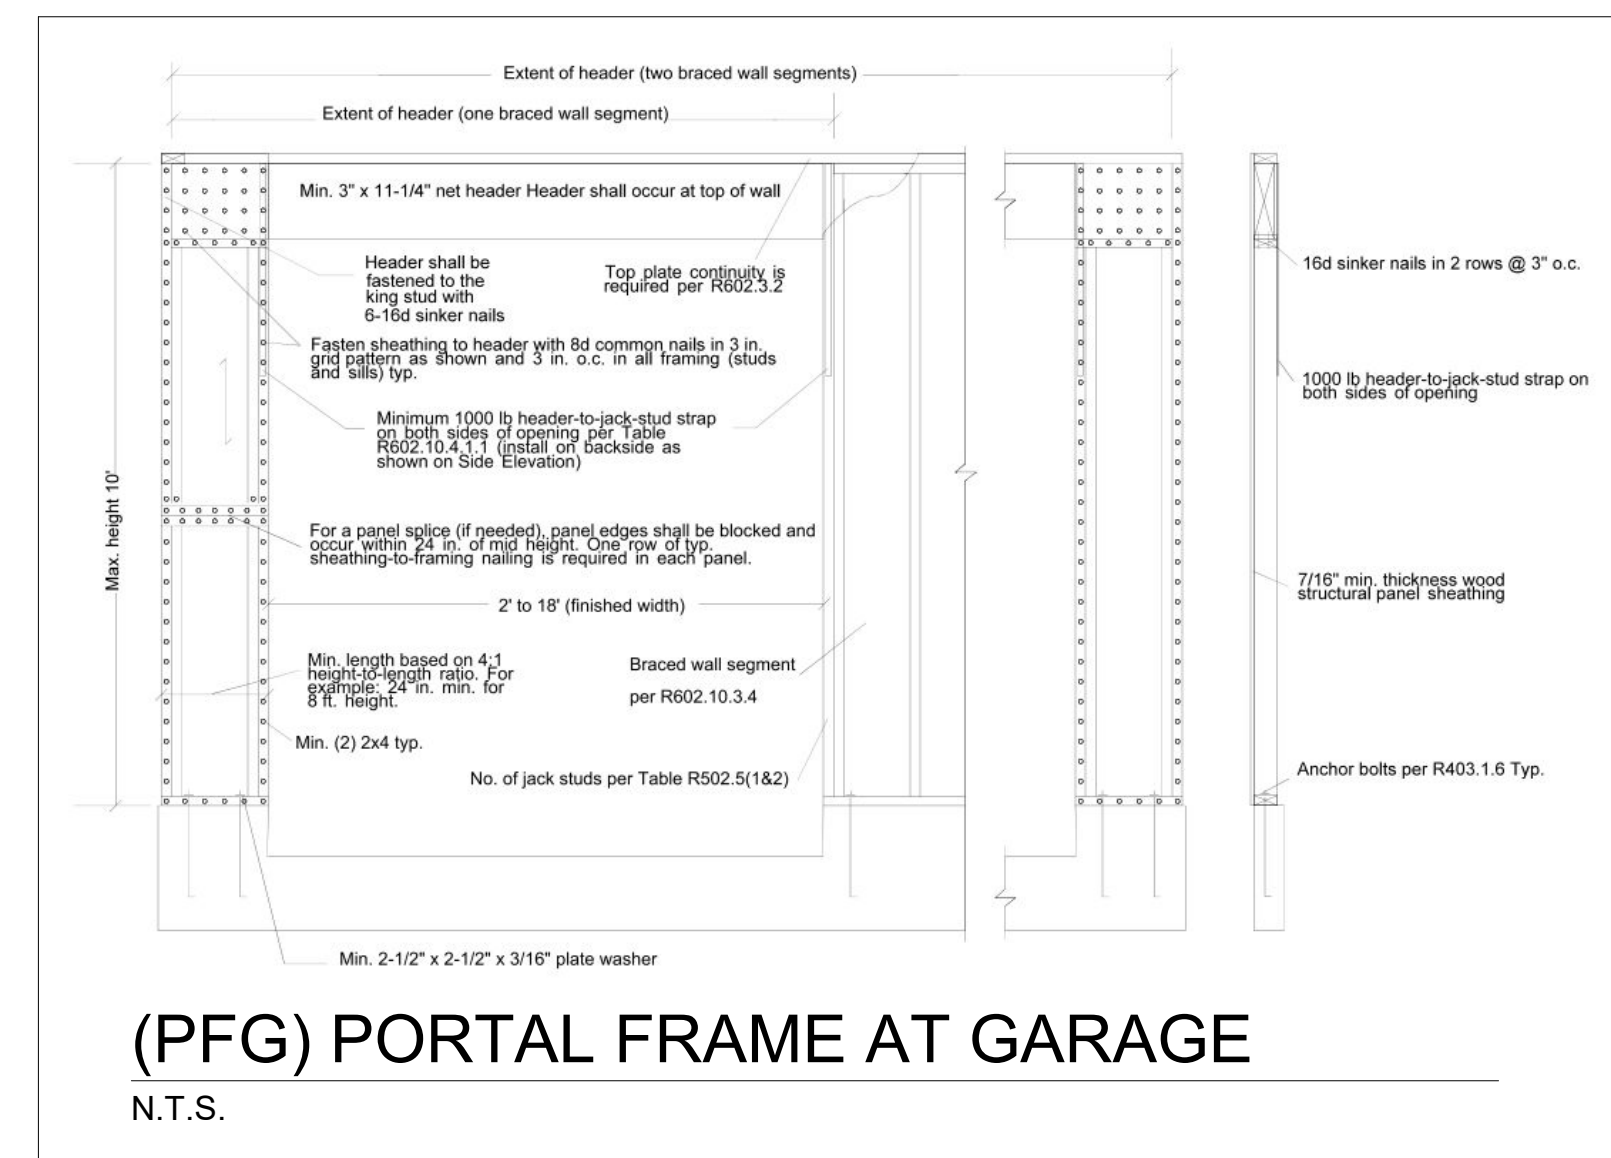 Extent of header (two braced wall segments)
Extent of header (one braced wall segment)
Min. 3" x 11-1/4" net header Header shall occur at top of wall
Header shall be
fastened to the
king stud with
6-16d sinker nails
Top plate continuity is
required per R602.3.2
16d sinker nails in 2 rows @ 3" o.c.
Fasten sheathing to header with 8d common nails in 3 in.
grid pattern as shown and 3 in. o.c. in all framing (studs
and sills) typ.
1000 lb header-to-jack-stud strap on
both sides of opening
Minimum 1000 lb header-to-jack-stud strap
on both sides of opening per Table
R602.10.4.1.1 (install on backside as
shown on Side Elevation)
Max. height 10'
For a panel splice (if needed), panel edges shall be blocked and
occur within 24 in. of mid height. One row of typ.
sheathing-to-framing nailing is required in each panel.
7/16" min. thickness wood
structural panel sheathing
2' to 18' (finished width)
Min. length based on 4:1
height-to-length ratio. For
example: 24 in. min. for
8 ft. height.
Braced wall segment
per R602.10.3.4
Min. (2) 2x4 typ.
No. of jack studs per Table R502.5(1&2)
Anchor bolts per R403.1.6 Typ.
Min. 2-1/2" x 2-1/2" x 3/16" plate washer
(PFG) PORTAL FRAME AT GARAGE
N.T.S.